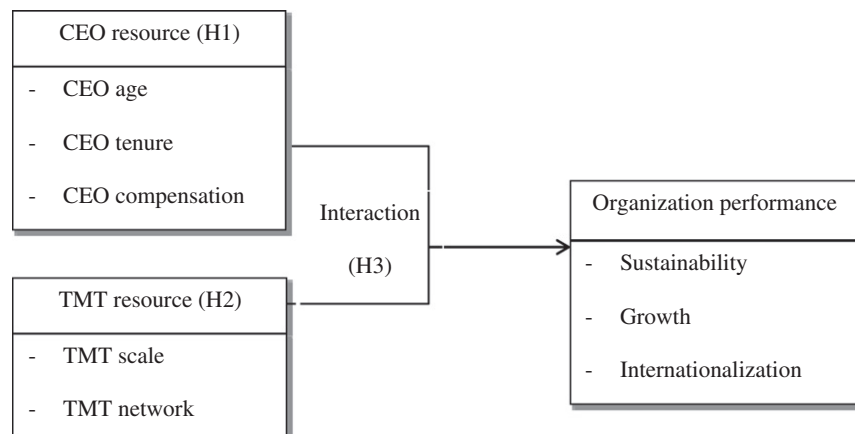 CEO resource (H1)
- CEO age
- CEO tenure
- CEO compensation
TMT resource (H2)
- TMT scale
- TMT network
Interaction
(H3)
Organization performance
- Sustainability
- Growth
- Internationalization